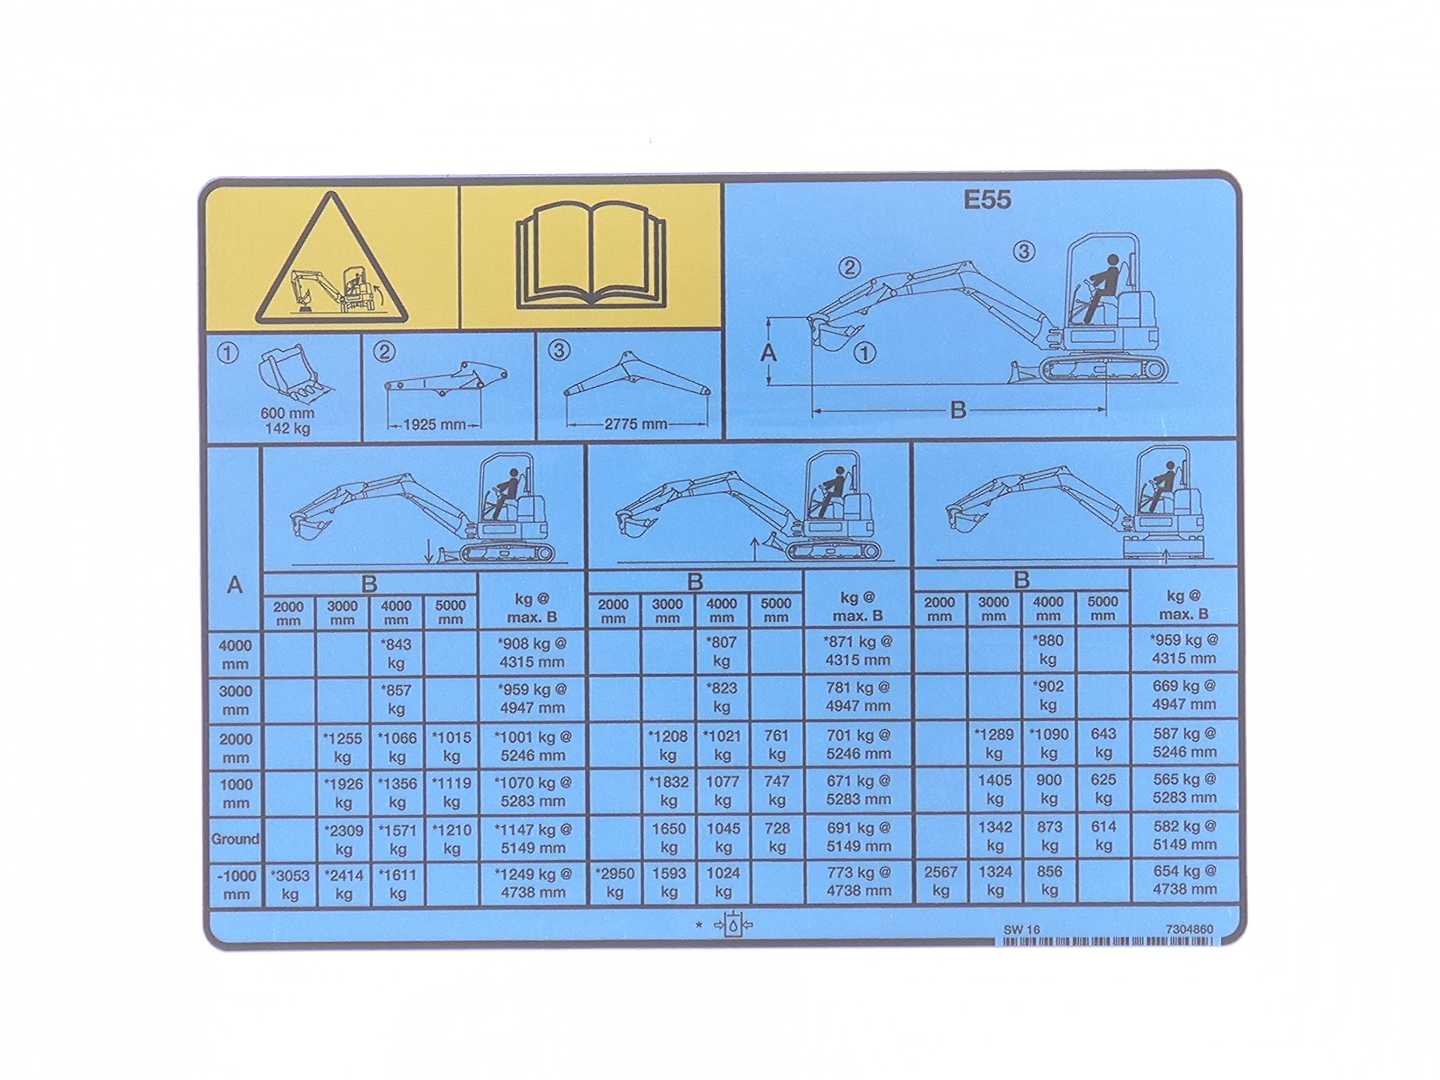 E55
① ② ③
600 mm
142 kg
1925 mm
2775 mm
② ③
A ①
B
A B B B
2000 mm 3000 mm 4000 mm 5000 mm kg @ max. B 2000 mm 3000 mm 4000 mm 5000 mm kg @ max. B 2000 mm 3000 mm 4000 mm 5000 mm kg @ max. B
4000 mm *843 kg *908 kg @ 4315 mm *807 kg *871 kg @ 4315 mm *880 kg *959 kg @ 4315 mm
3000 mm *857 kg *959 kg @ 4947 mm *823 kg 781 kg @ 4947 mm *902 kg 669 kg @ 4947 mm
2000 mm *1255 kg *1066 kg *1015 kg *1001 kg @ 5246 mm *1208 kg *1021 kg 761 kg 701 kg @ 5246 mm *1289 kg *1090 kg 643 kg 587 kg @ 5246 mm
1000 mm *1926 kg *1356 kg *1119 kg *1070 kg @ 5283 mm *1832 kg 1077 kg 747 kg 671 kg @ 5283 mm 1405 kg 900 kg 625 kg 565 kg @ 5283 mm
Ground *2309 kg *1571 kg *1210 kg *1147 kg @ 5149 mm 1650 kg 1045 kg 728 kg 691 kg @ 5149 mm 1342 kg 873 kg 614 kg 582 kg @ 5149 mm
-1000 mm *3053 kg *2414 kg *1611 kg *1249 kg @ 4738 mm *2950 kg 1593 kg 1024 kg 773 kg @ 4738 mm 2567 kg 1324 kg 856 kg 654 kg @ 4738 mm
*
SW 16 7304860